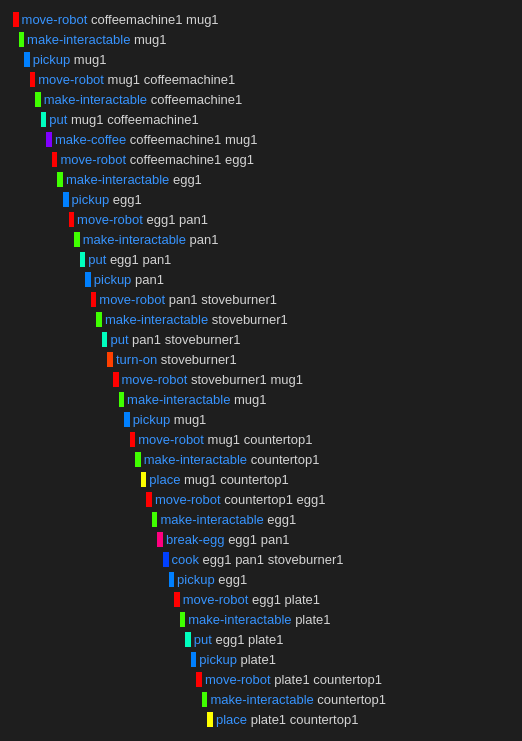 move-robot coffeemachine1 mug1
make-interactable mug1
pickup mug1
move-robot mug1 coffeemachine1
make-interactable coffeemachine1
put mug1 coffeemachine1
make-coffee coffeemachine1 mug1
move-robot coffeemachine1 egg1
make-interactable egg1
pickup egg1
move-robot egg1 pan1
make-interactable pan1
put egg1 pan1
pickup pan1
move-robot pan1 stoveburner1
make-interactable stoveburner1
put pan1 stoveburner1
turn-on stoveburner1
move-robot stoveburner1 mug1
make-interactable mug1
pickup mug1
move-robot mug1 countertop1
make-interactable countertop1
place mug1 countertop1
move-robot countertop1 egg1
make-interactable egg1
break-egg egg1 pan1
cook egg1 pan1 stoveburner1
pickup egg1
move-robot egg1 plate1
make-interactable plate1
put egg1 plate1
pickup plate1
move-robot plate1 countertop1
make-interactable countertop1
place plate1 countertop1